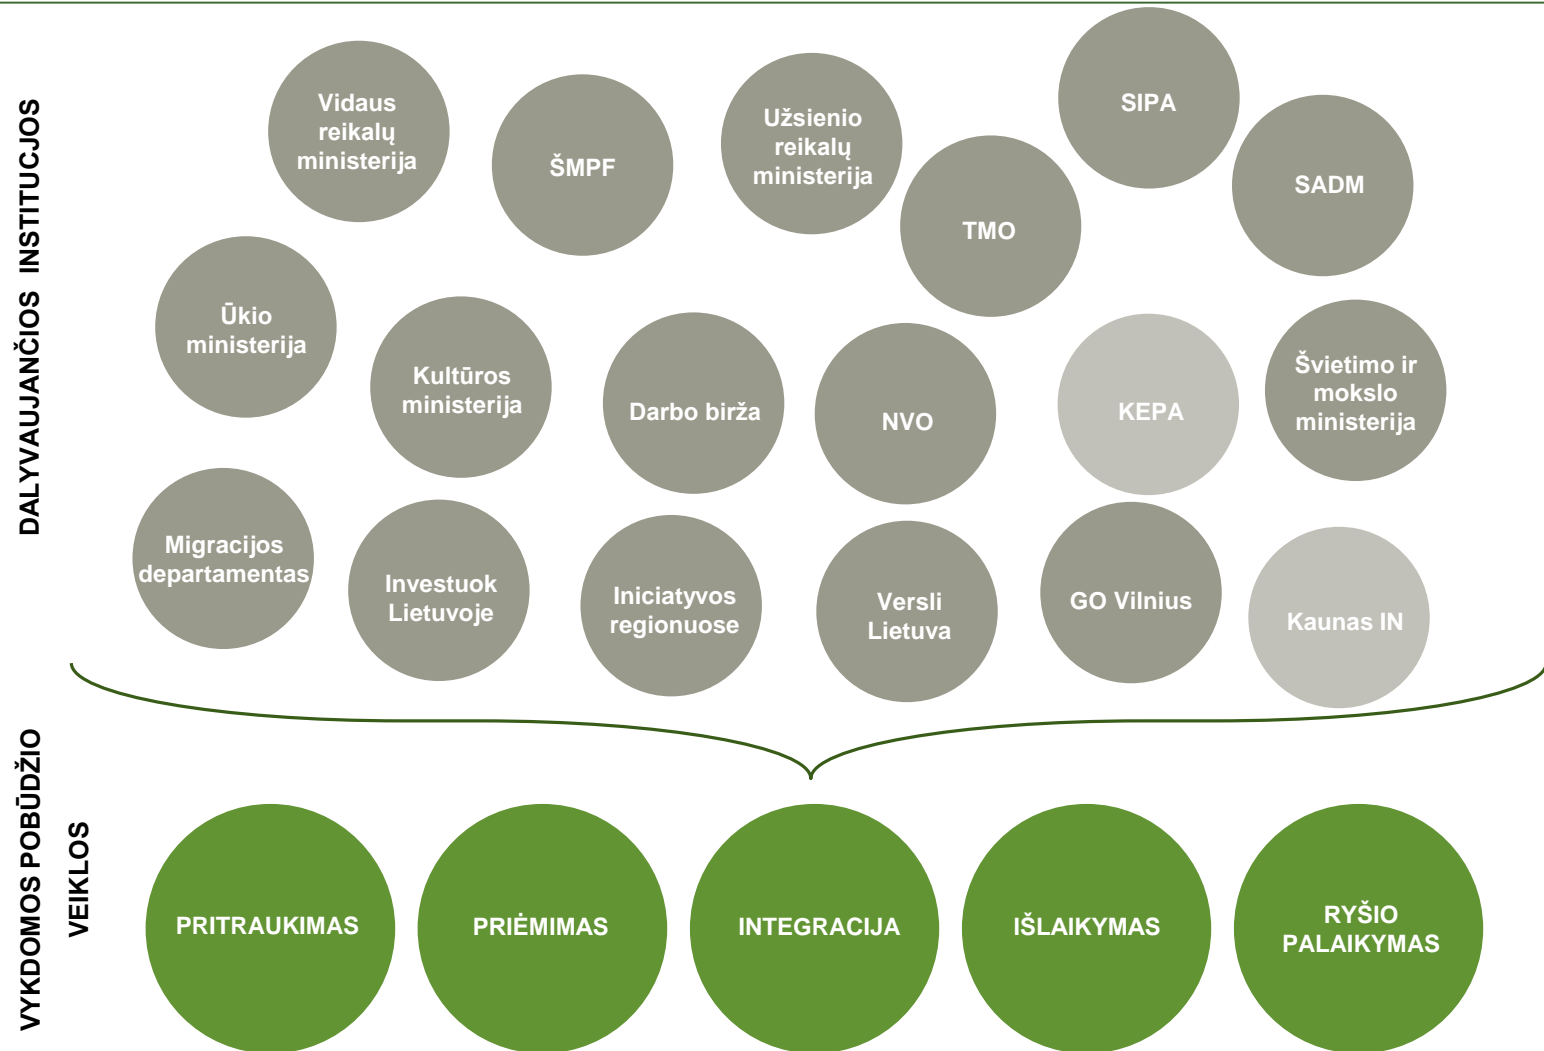 DALYVAUJANČIOS INSTITUCJOS
Vidaus
reikalų
ministerija
ŠMPF
Užsienio
reikalų
ministerija
TMO
SIPA
SADM
Ūkio
ministerija
Kultūros
ministerija
Darbo birža
NVO
KEPA
Švietimo ir
mokslo
ministerija
Migracijos
departamentas
Investuok
Lietuvoje
Iniciatyvos
regionuose
Versli
Lietuva
GO Vilnius
Kaunas IN
VYKDOMOS POBŪDŽIO
VEIKLOS
PRITRAUKIMAS
PRIĖMIMAS
INTEGRACIJA
IŠLAIKYMAS
RYŠIO
PALAIKYMAS